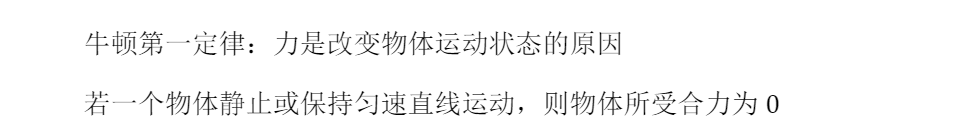 牛顿第一定律：力是改变物体运动状态的原因
若一个物体静止或保持匀速直线运动，则物体所受合力为 0